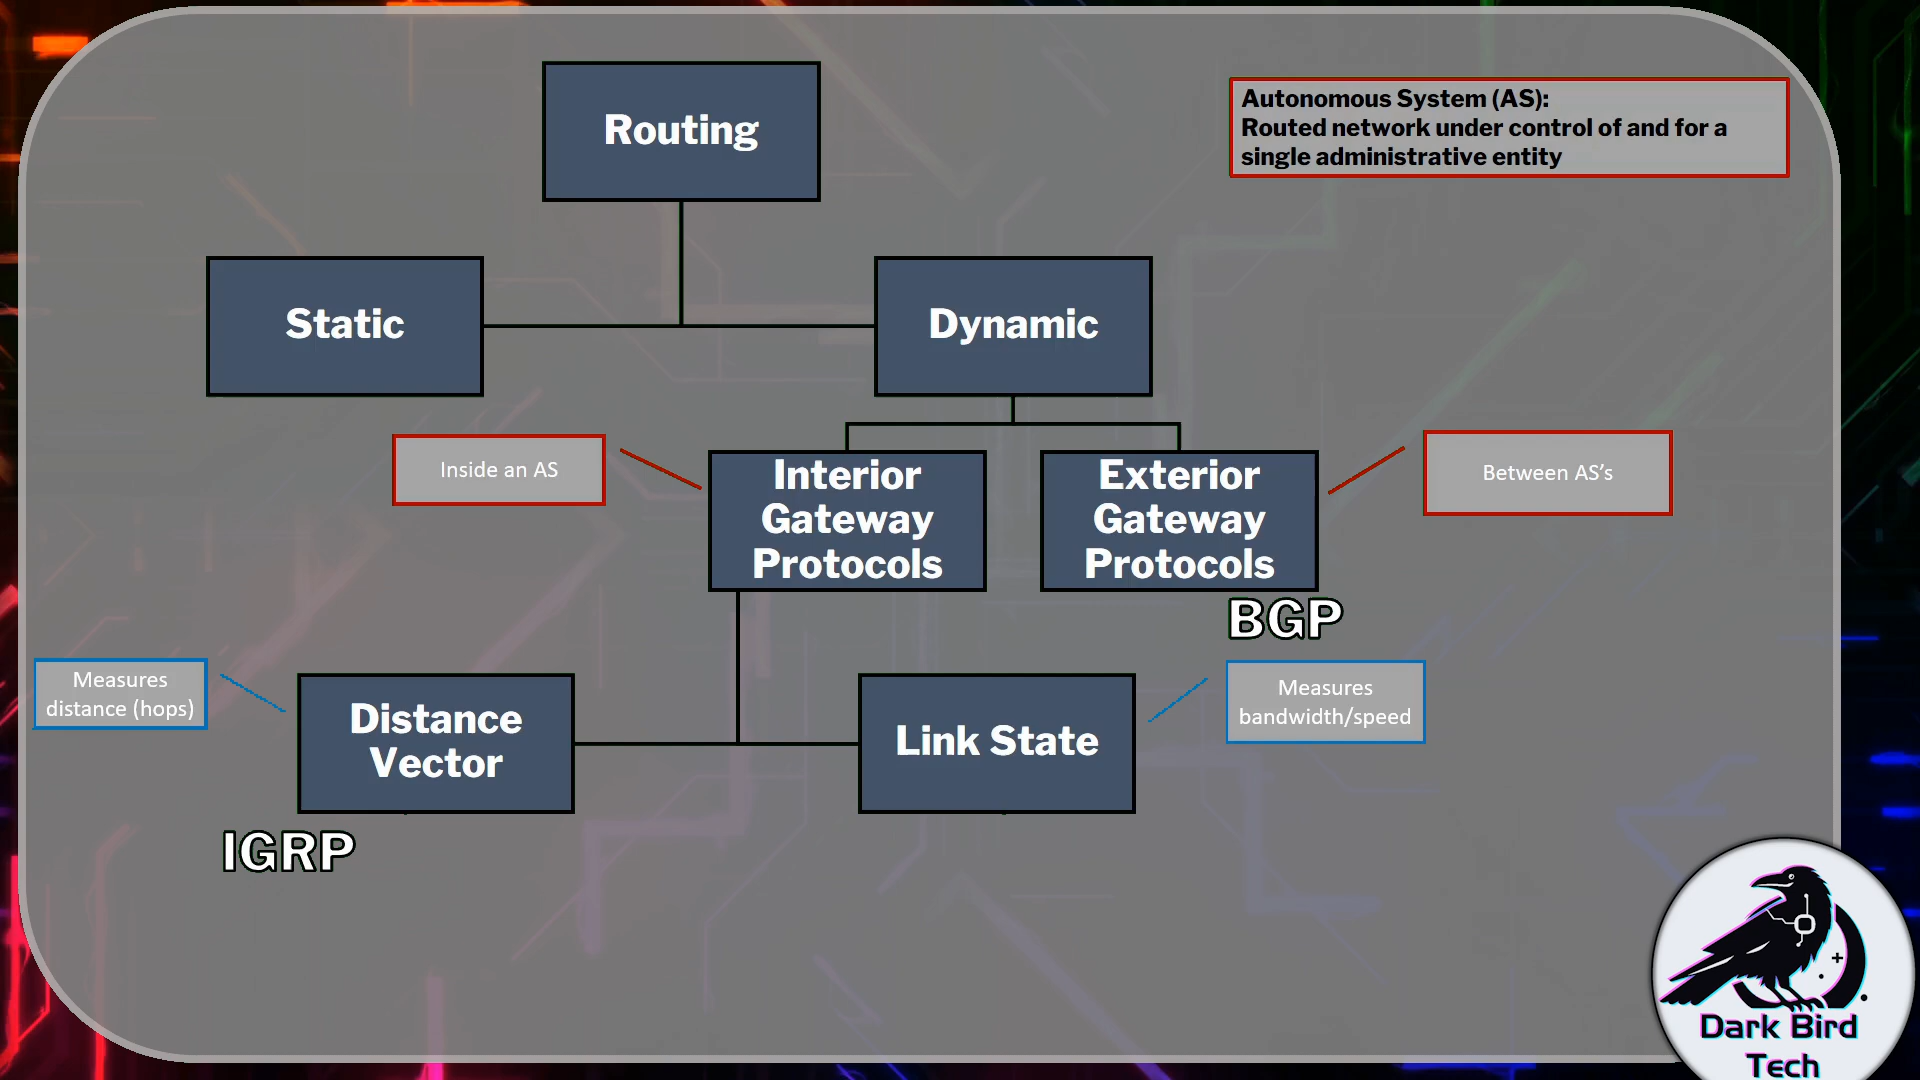 Routing
Autonomous System (AS):
Routed network under control of and for a
single administrative entity
Static
Dynamic
Inside an AS
Interior
Gateway
Protocols
Exterior
Gateway
Protocols
Between AS's
BGP
Measures
distance (hops)
Distance
Vector
Link State
Measures
bandwidth/speed
IGRP
Dark Bird
Tech